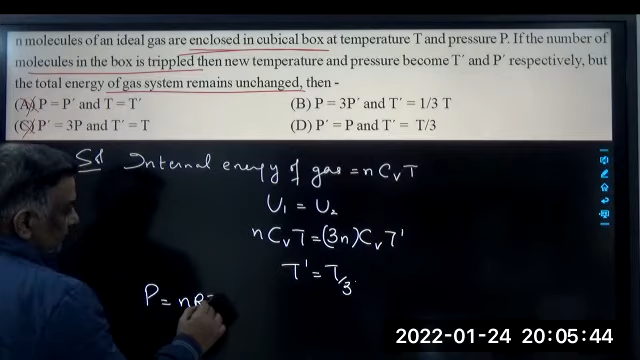 n molecules of an ideal gas are enclosed in cubical box at temperature T and pressure P. If the number of
molecules in the box is trippled then new temperature and pressure become T´ and P´ respectively, but
the total energy of gas system remains unchanged, then -
(A) P = P´ and T = T´ (B) P = 3P´ and T´ = 1/3 T
(C) P´ = 3P and T´ = T (D) P´ = P and T´ = T/3
Sol Internal energy of gas = n Cv T
U1 = U2
n Cv T = (3n) Cv T'
T' = T/3
P = nR
2022-01-24 20:05:44